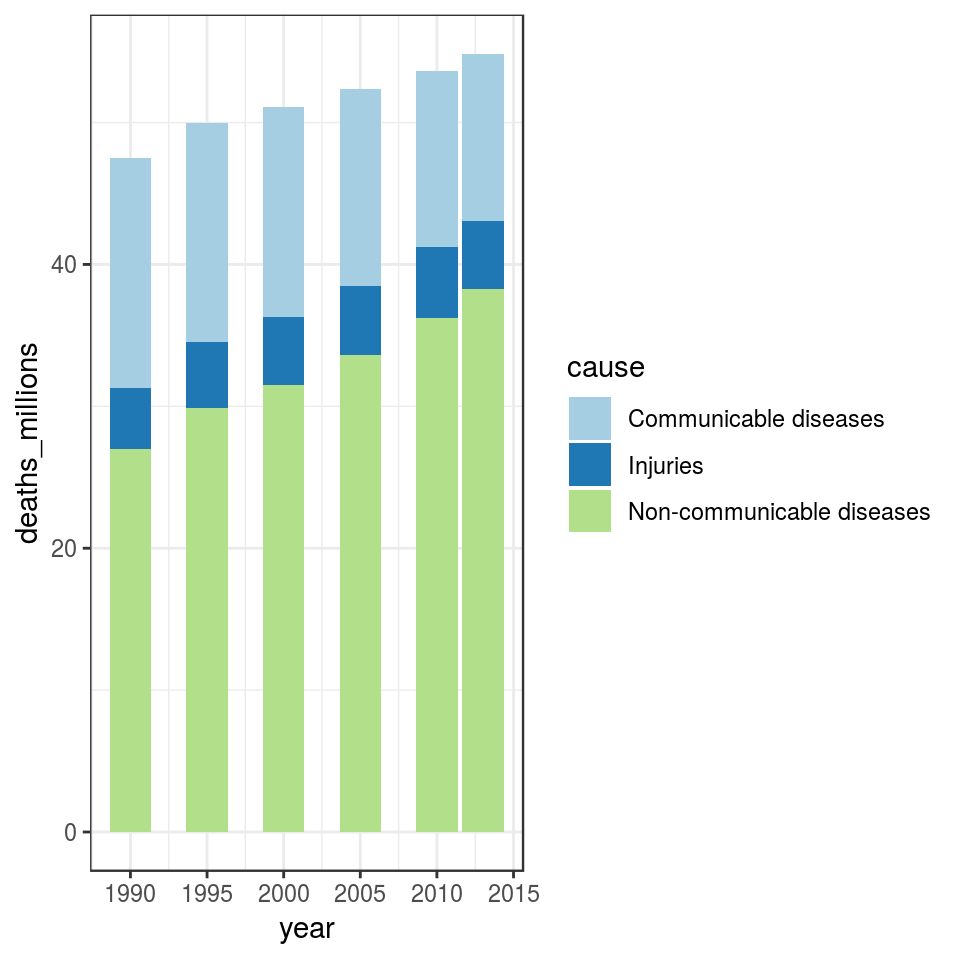 deaths_millions
40
20
0
1990 1995 2000 2005 2010 2015
year
cause
Communicable diseases
Injuries
Non-communicable diseases